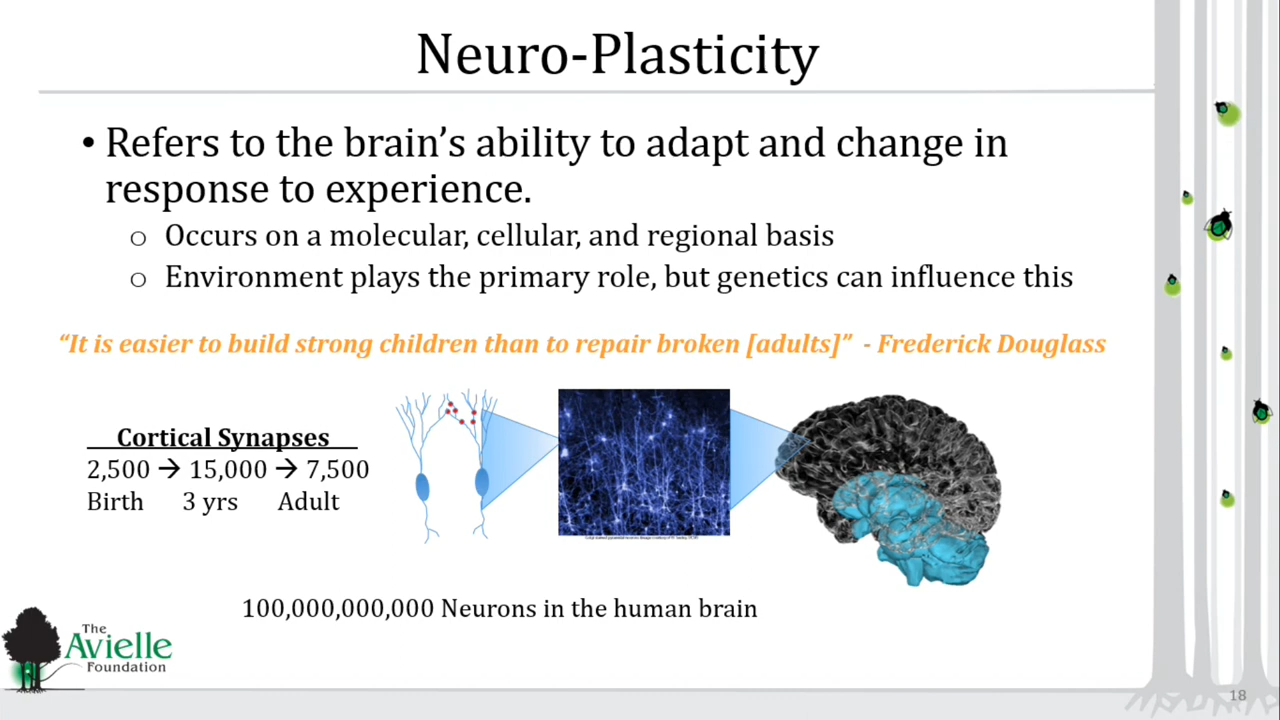 Neuro-Plasticity
• Refers to the brain’s ability to adapt and change in
response to experience.
o Occurs on a molecular, cellular, and regional basis
o Environment plays the primary role, but genetics can influence this
“It is easier to build strong children than to repair broken [adults]” - Frederick Douglass
Cortical Synapses
2,500 → 15,000 → 7,500
Birth 3 yrs Adult
100,000,000,000 Neurons in the human brain
The
Avielle
Foundation
18